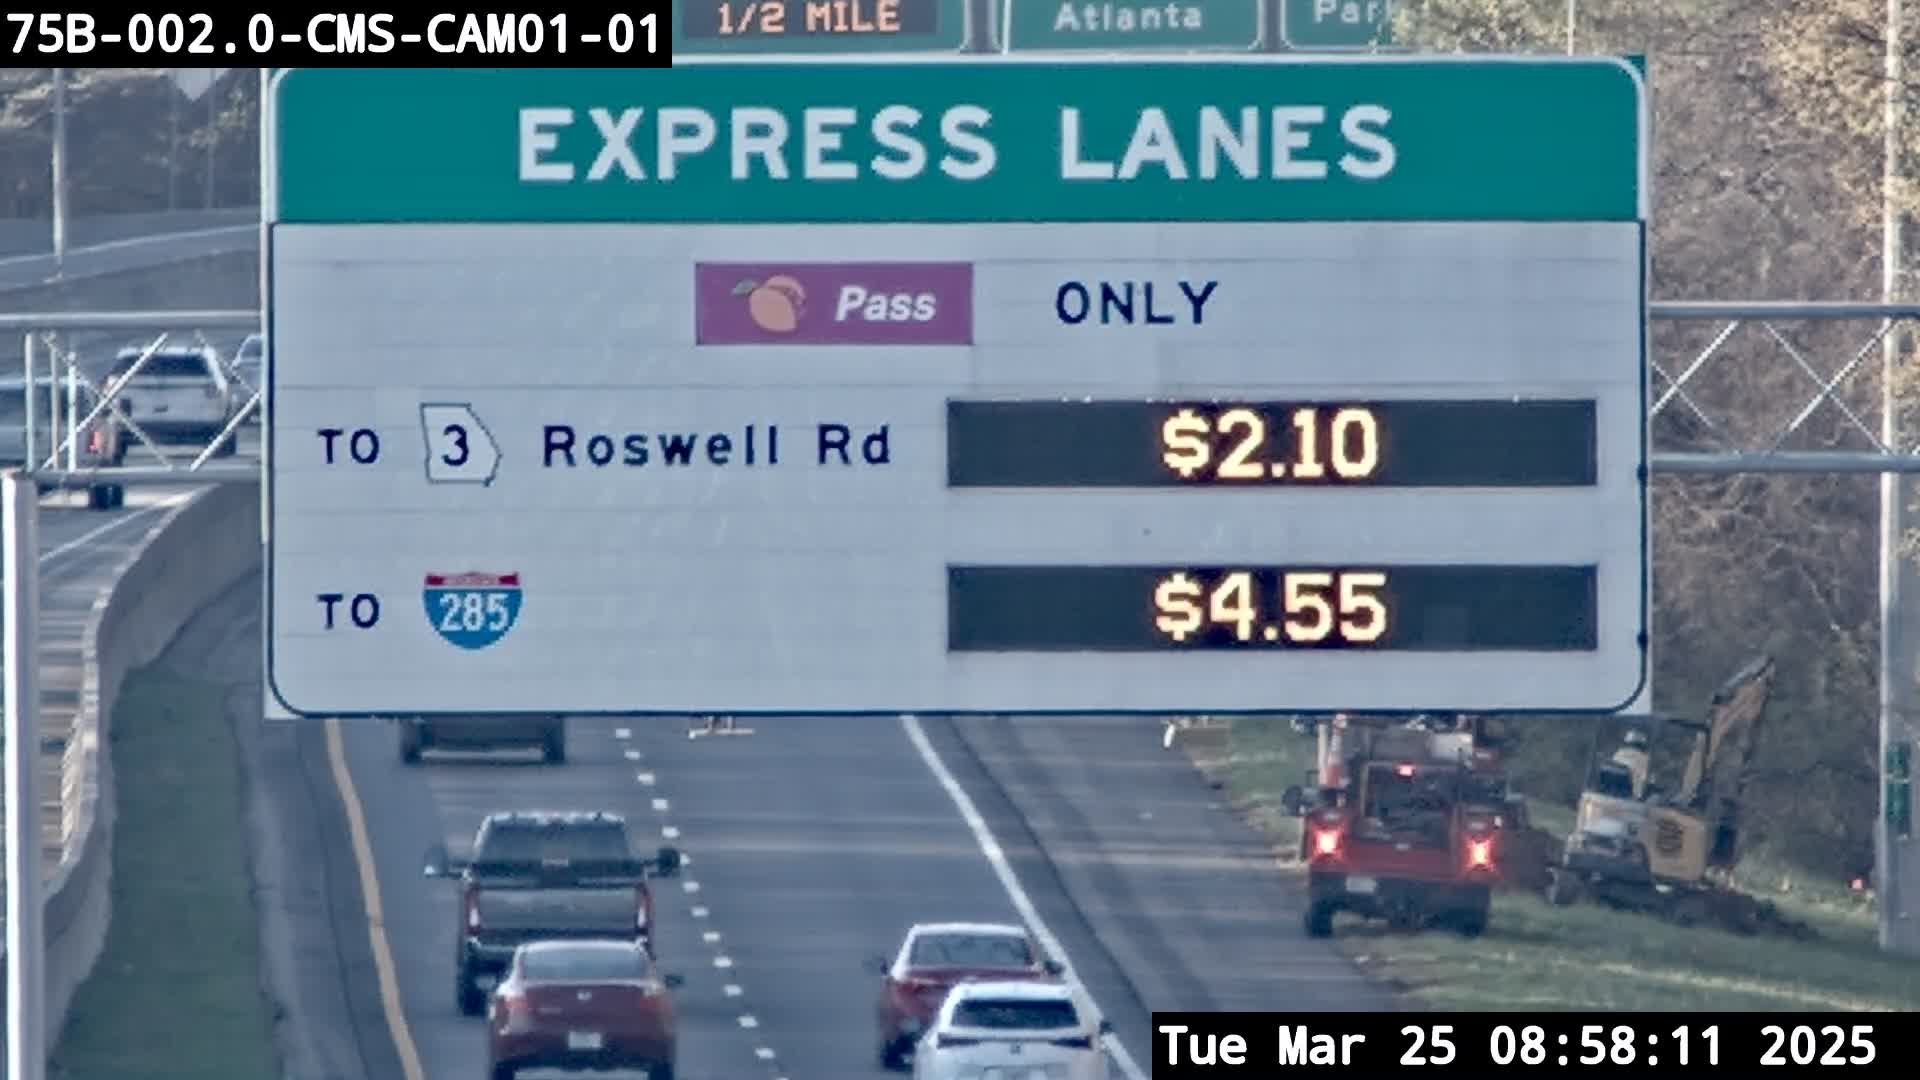 75B-002.0-CMS-CAM01-01
1/2 MILE
Atlanta
EXPRESS LANES
Pass ONLY
TO 3 Roswell Rd $2.10
TO 285 $4.55
Tue Mar 25 08:58:11 2025